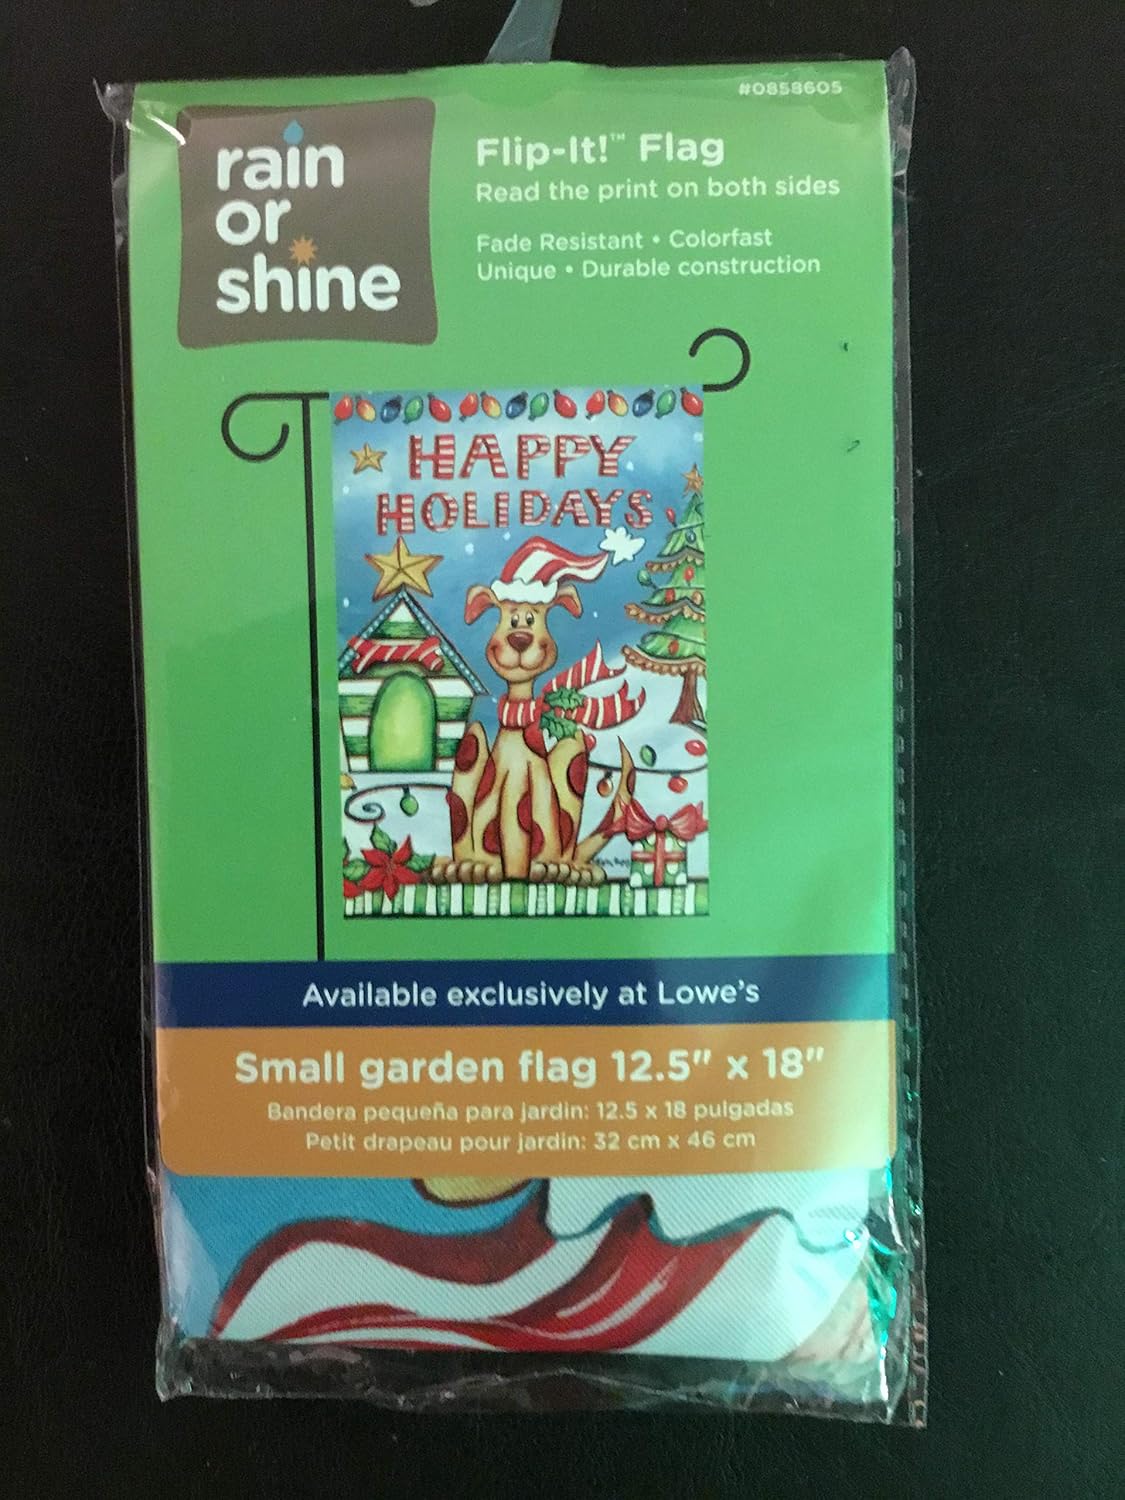 #0858605
rain
or
shine
Flip-It!™ Flag
Read the print on both sides
Fade Resistant • Colorfast
Unique • Durable construction
HAPPY
HOLIDAYS
Available exclusively at Lowe's
Small garden flag 12.5" x 18"
Bandera pequeña para jardin: 12.5 x 18 pulgadas
Petit drapeau pour jardin: 32 cm x 46 cm